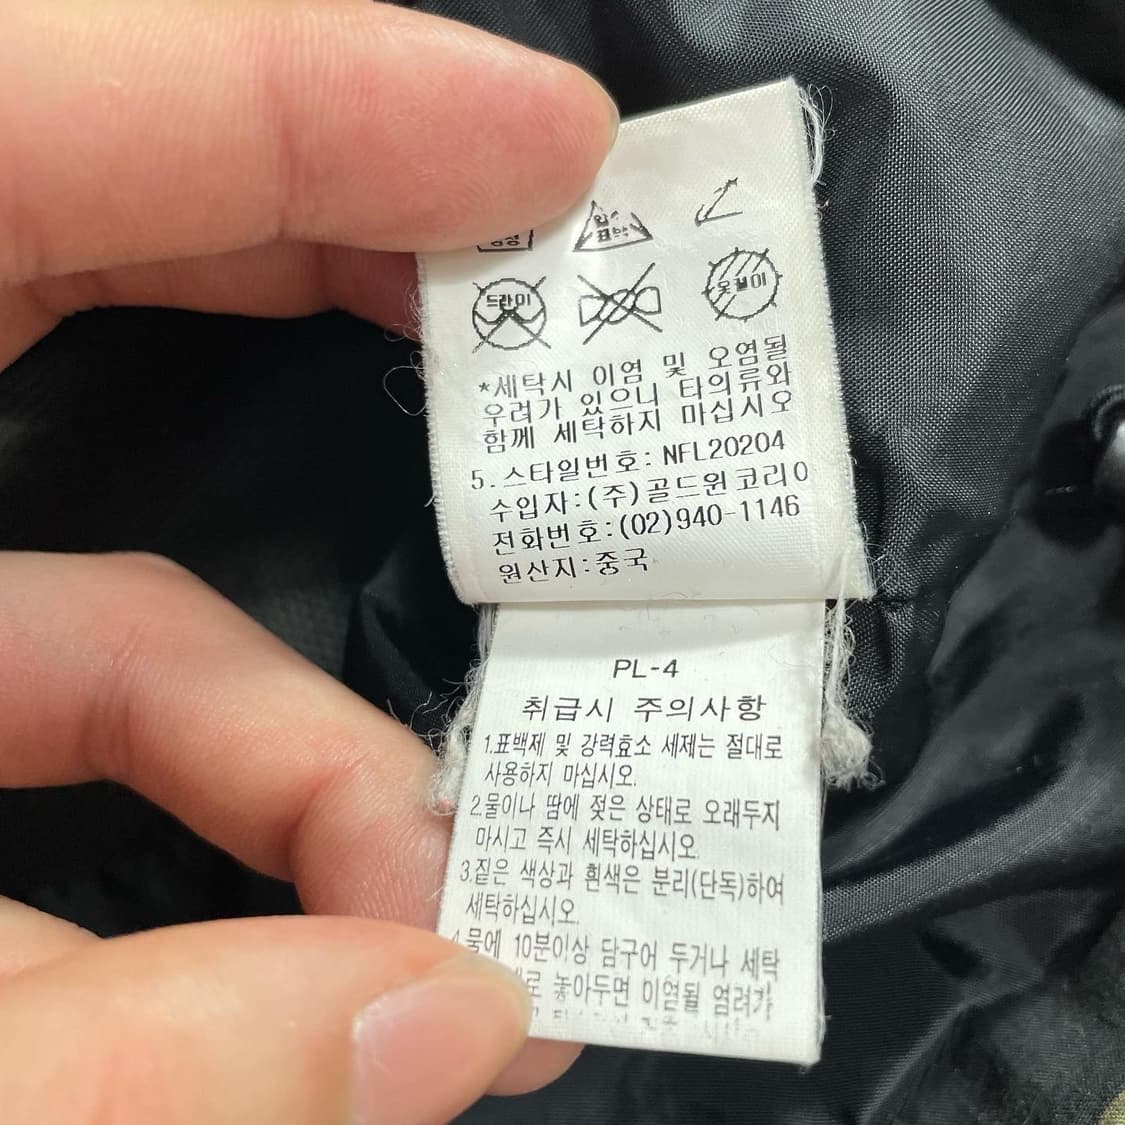 드라이
옷걸이
*세탁시 이염 및 오염될
우려가 있으니 타의류와
함께 세탁하지 마십시오
5.스타일번호: NFL20204
수입자:(주)골드윈코리아
전화번호:(02)940-1146
원산지:중국
PL-4
취급시 주의사항
1.표백제 및 강력효소 세제는 절대로
사용하지 마십시오.
2.물이나 땀에 젖은 상태로 오래두지
마시고 즉시 세탁하십시오.
3.짙은 색상과 흰색은 분리(단독)하여
세탁하십시오.
4.물에 10분이상 담구어 두거나 세탁
로 놓아두면 이염될 염려가